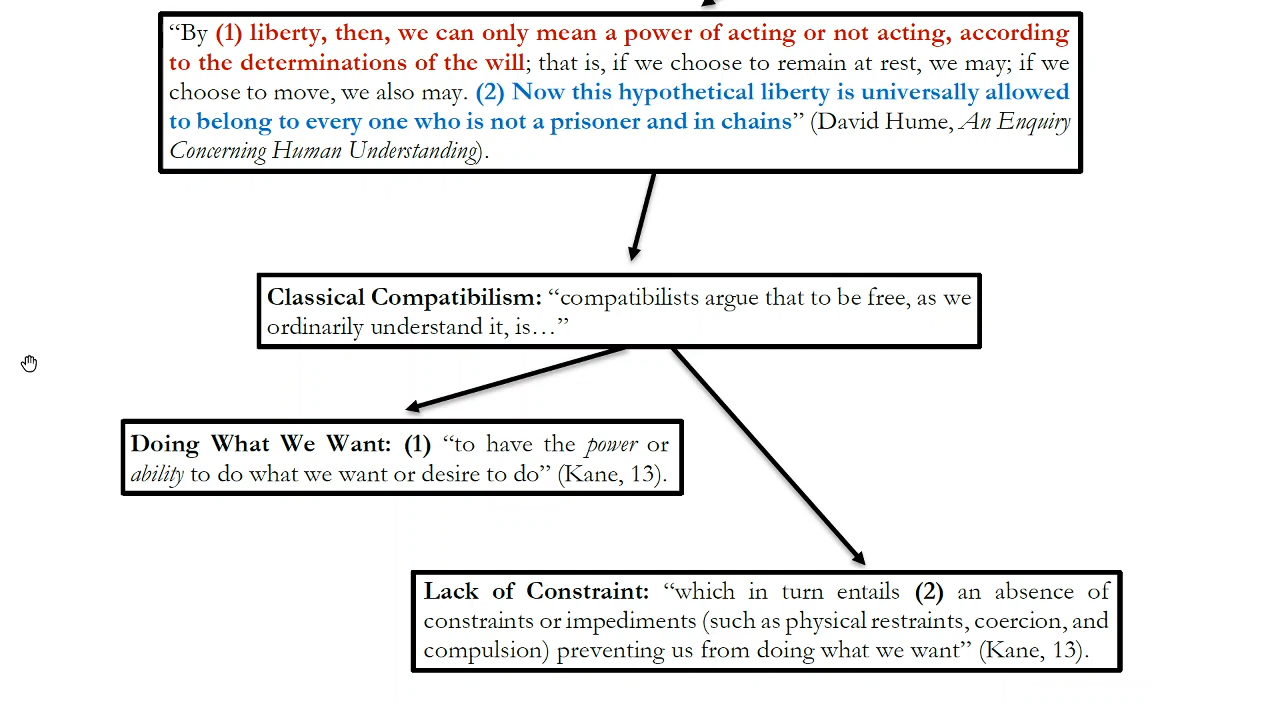 “By (1) liberty, then, we can only mean a power of acting or not acting, according
to the determinations of the will; that is, if we choose to remain at rest, we may; if we
choose to move, we also may. (2) Now this hypothetical liberty is universally allowed
to belong to every one who is not a prisoner and in chains” (David Hume, An Enquiry
Concerning Human Understanding).
Classical Compatibilism: “compatibilists argue that to be free, as we
ordinarily understand it, is…”
Doing What We Want: (1) “to have the power or
ability to do what we want or desire to do” (Kane, 13).
Lack of Constraint: “which in turn entails (2) an absence of
constraints or impediments (such as physical restraints, coercion, and
compulsion) preventing us from doing what we want” (Kane, 13).